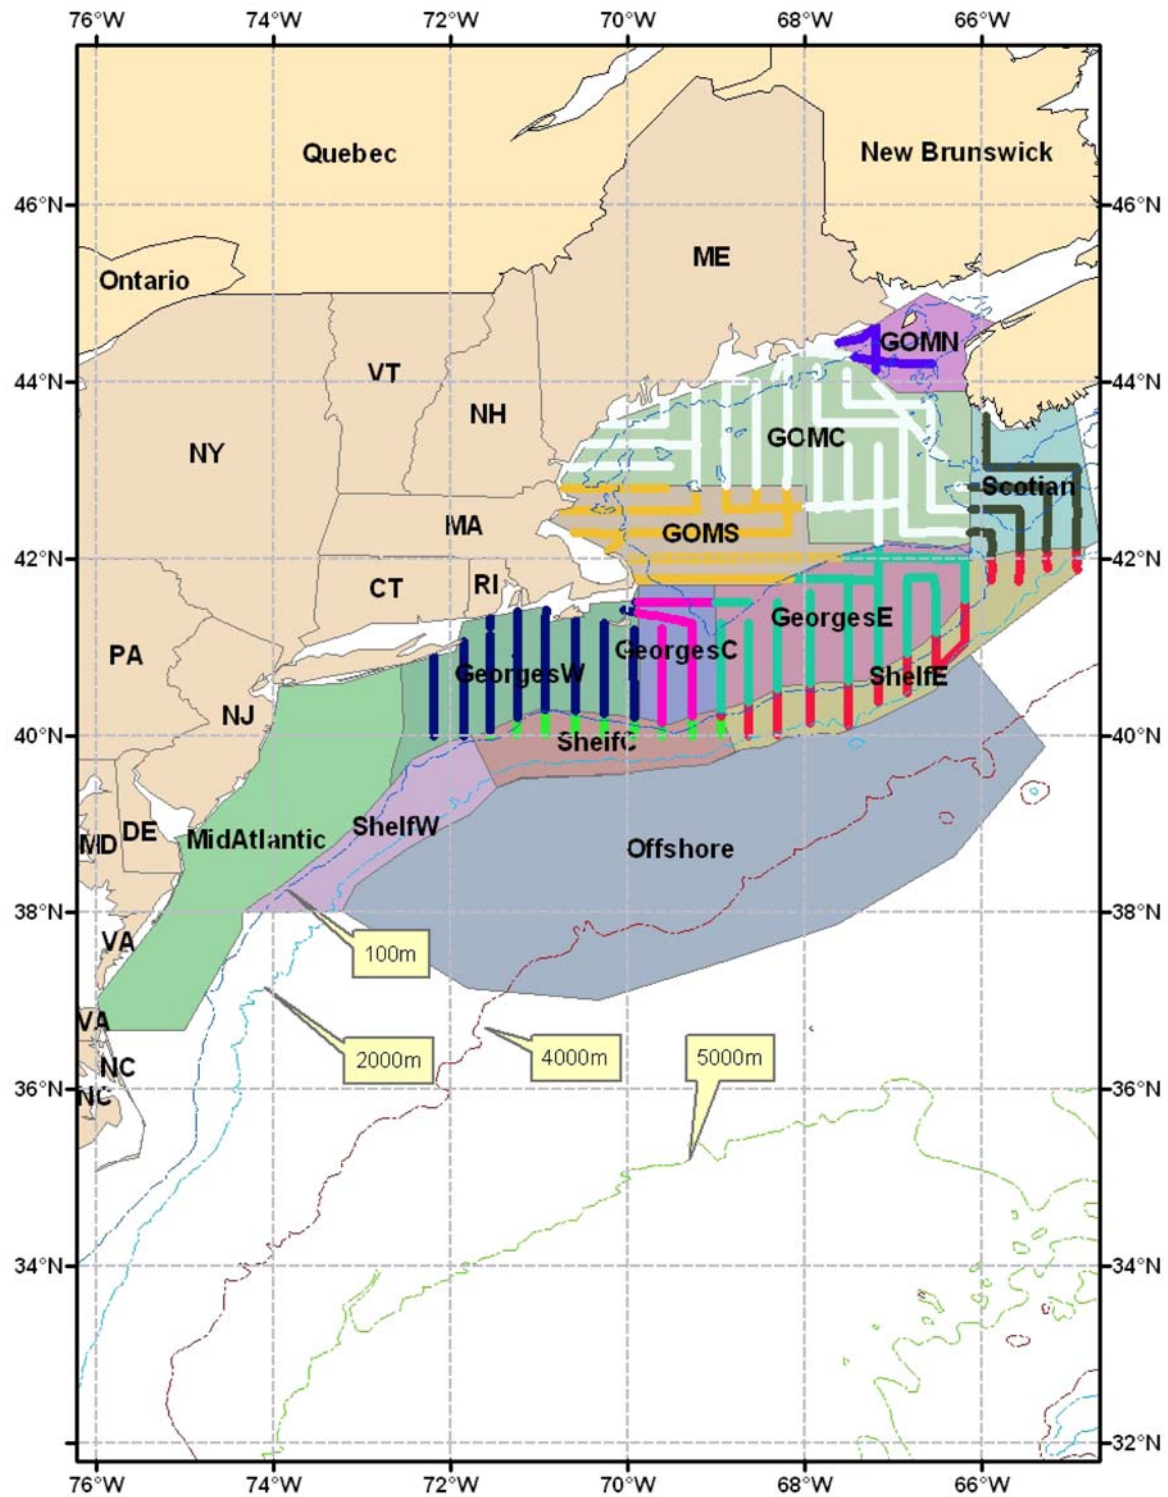 76°W 74°W 72°W 70°W 68°W 66°W
Quebec
New Brunswick
46°N 46°N
ME
Ontario
GOMN
44°N 44°N
VT
NH
GOMC
NY
Scotian
MA
GOMS
42°N 42°N
CT
RI
GeorgesE
PA
GeorgesC
GeorgesW
ShelfE
NJ
40°N 40°N
ShelfC
DE
ShelfW
MD
MidAtlantic
Offshore
38°N 38°N
VA
100m
VA
2000m
4000m
5000m
NC
36°N 36°N
NC
34°N 34°N
32°N
76°W 74°W 72°W 70°W 68°W 66°W